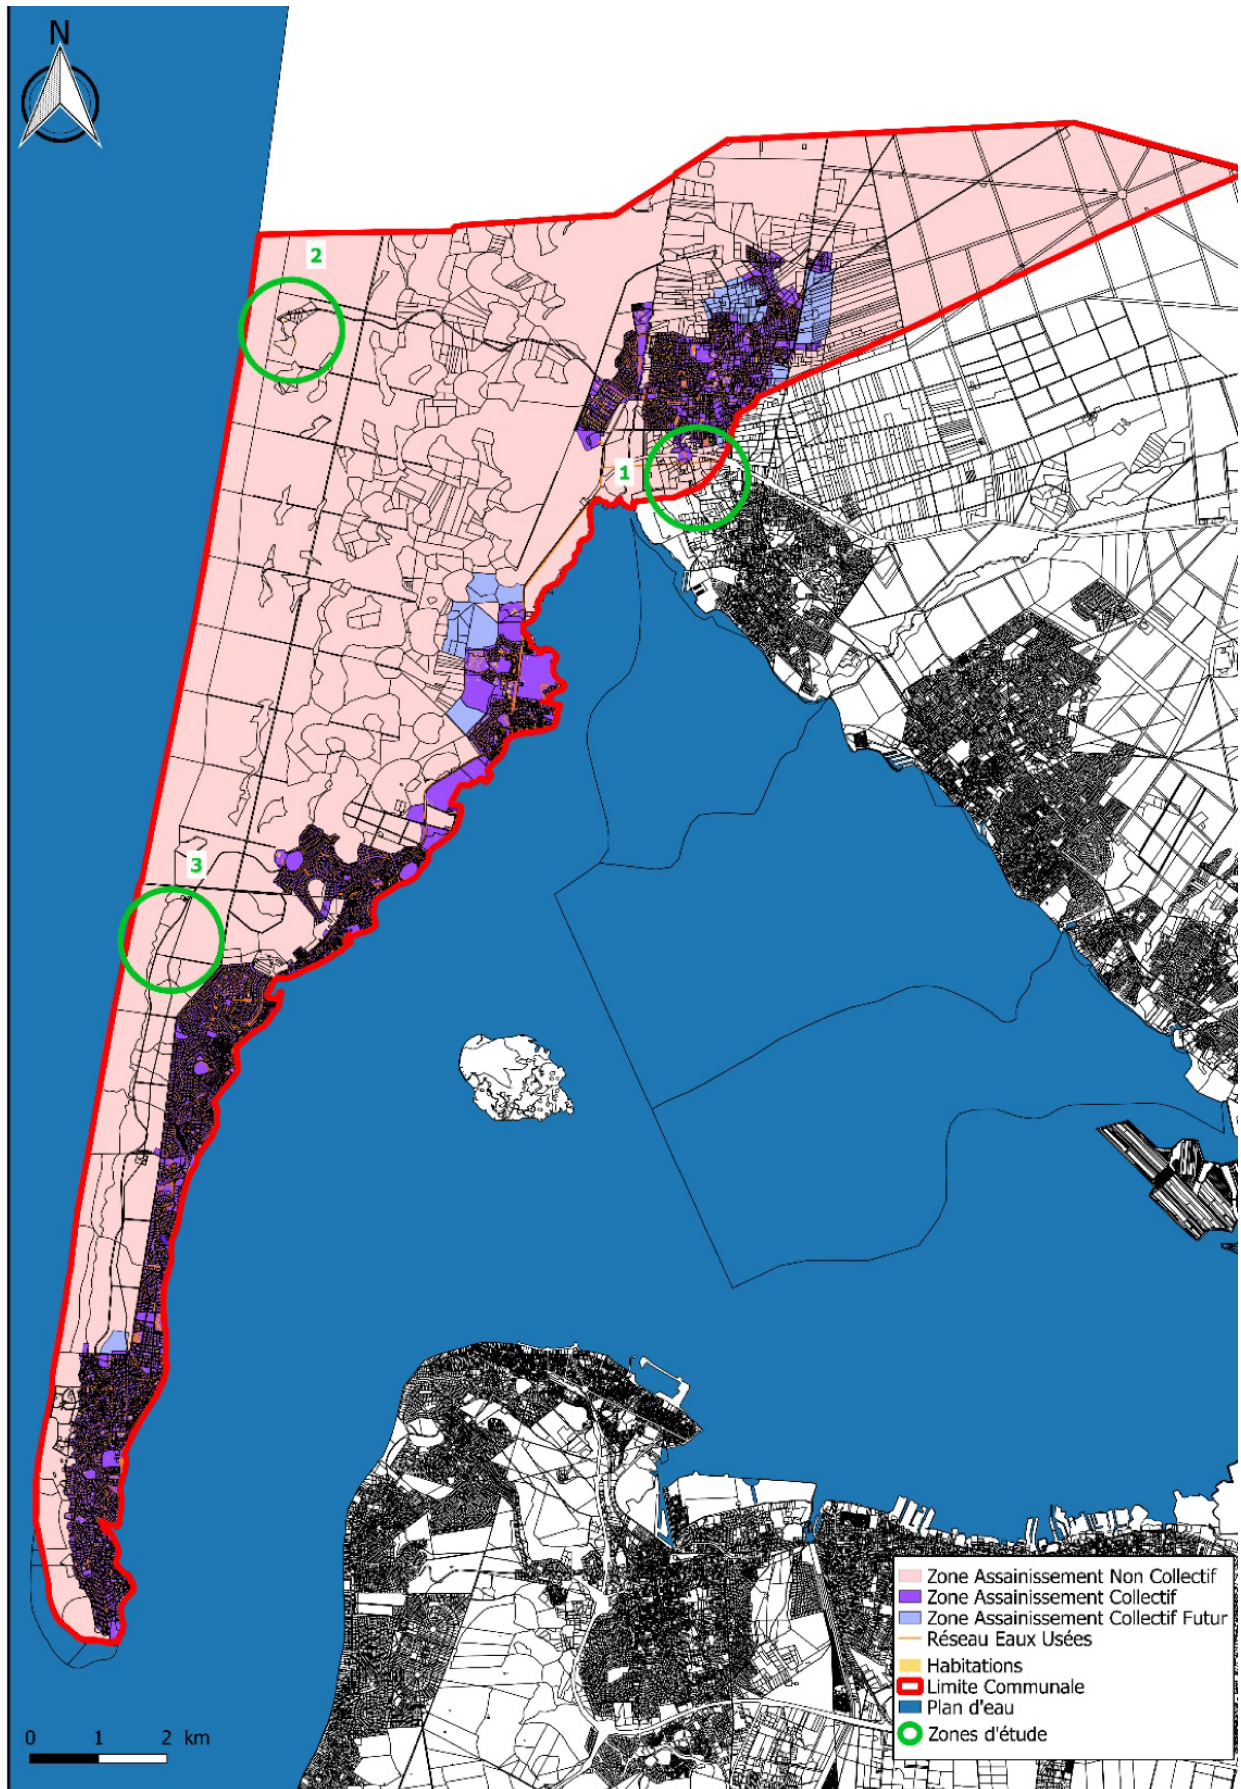 N
2
1
3
Zone Assainissement Non Collectif
Zone Assainissement Collectif
Zone Assainissement Collectif Futur
Réseau Eaux Usées
Habitations
Limite Communale
Plan d'eau
Zones d'étude
0 1 2 km